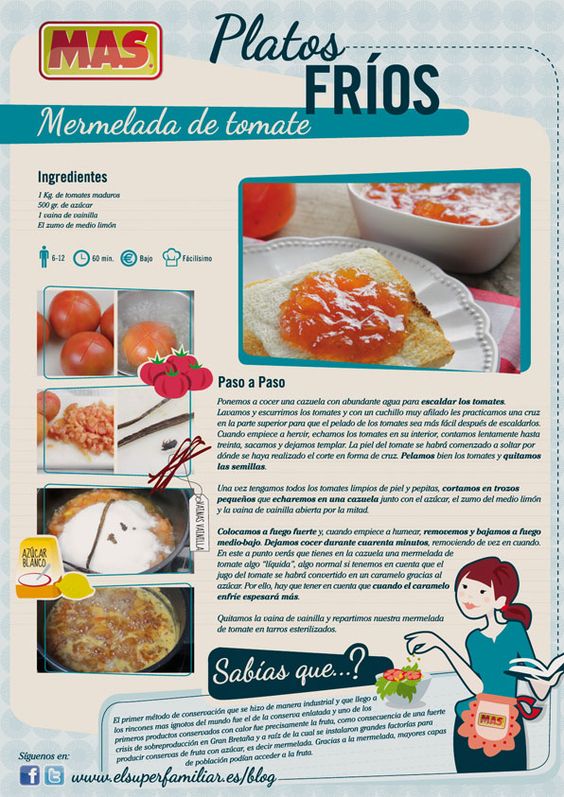 M.A.S.
Platos
FRÍOS
Mermelada de tomate
Ingredientes
1 Kg. de tomates maduros
500 gr. de azúcar
1 vaina de vainilla
El zumo de medio limón
6-12
60 min.
Bajo
Fácilísimo
Paso a Paso
Ponemos a cocer una cazuela con abundante agua para escaldar los tomates.
Lavamos y escurrimos los tomates y con un cuchillo muy afilado les practicamos una cruz
en la parte superior para que el pelado de los tomates sea más fácil después de escaldarlos.
Cuando empiece a hervir, echamos los tomates en su interior, contamos lentamente hasta
treinta, sacamos y dejamos templar. La piel del tomate se habrá comenzado a soltar por
dónde se haya realizado el corte en forma de cruz. Pelamos bien los tomates y quitamos
las semillas.
Una vez tengamos todos los tomates limpios de piel y pepitas, cortamos en trozos
pequeños que echaremos en una cazuela junto con el azúcar, el zumo del medio limón
y la vaina de vainilla abierta por la mitad.
Colocamos a fuego fuerte y, cuando empiece a humear, removemos y bajamos a fuego
medio-bajo. Dejamos cocer durante cuarenta minutos, removiendo de vez en cuando.
En este a punto verás que tienes en la cazuela una mermelada de
tomate algo "líquida", algo normal si tenemos en cuenta que el
jugo del tomate se habrá convertido en un caramelo gracias al
azúcar. Por ello, hay que tener en cuenta que cuando el caramelo
enfríe espesará más.
Quitamos la vaina de vainilla y repartimos nuestra mermelada
de tomate en tarros esterilizados.
VAINAS VAINILLA
AZÚCAR
BLANCO
Sabías que...?
El primer método de conservación que se hizo de manera industrial y que llego a
los rincones mas ignotos del mundo fue el de la conserva enlatada y uno de los
primeros productos conservados con calor fue precisamente la fruta, como consecuencia de una fuerte
crisis de sobreproducción en Gran Bretaña y a raíz de la cual se instalaron grandes factorías para
producir conservas de fruta con azúcar, es decir mermelada. Gracias a la mermelada, mayores capas
de población podían acceder a la fruta.
MAS
Síguenos en:
www.elsuperfamiliar.es/blog